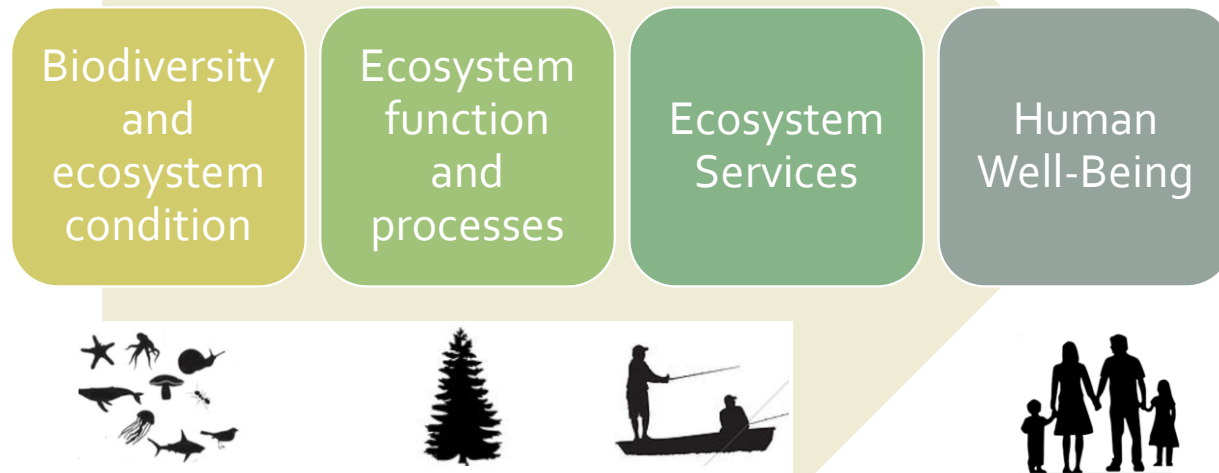 Biodiversity
and
ecosystem
condition
Ecosystem
function
and
processes
Ecosystem
Services
Human
Well-Being